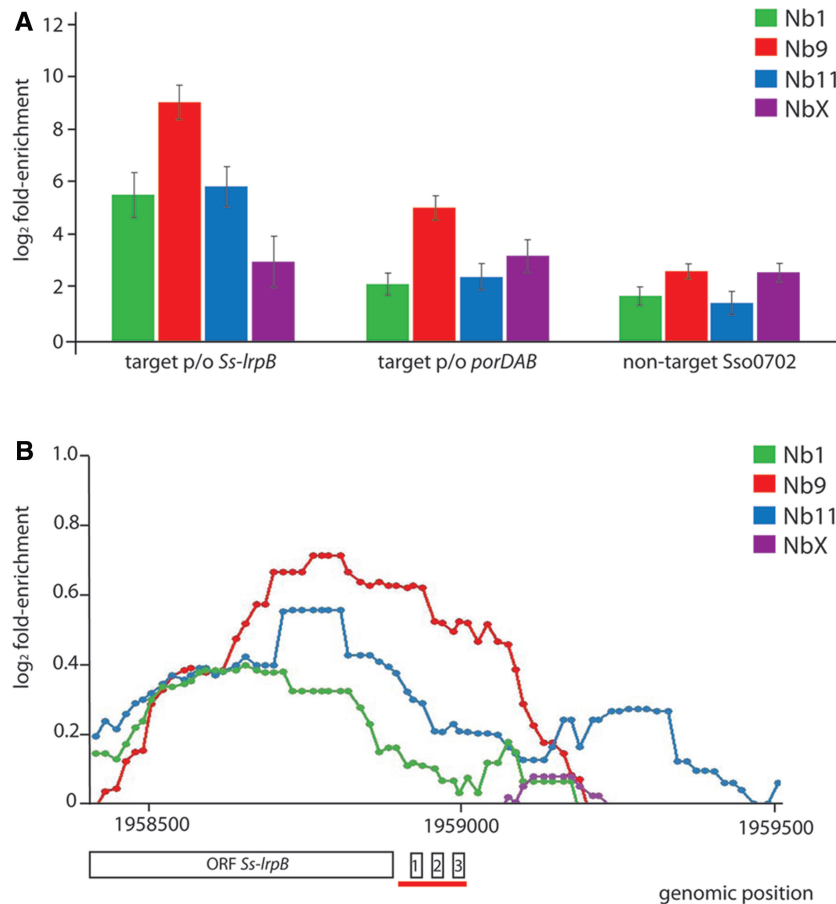 A
12
10
8
6
4
2
0
log₂ fold-enrichment
Nb1
Nb9
Nb11
NbX
target p/o Ss-lrpB
target p/o porDAB
non-target Sso0702
B
1.0
0.8
0.6
0.4
0.2
0
log₂ fold-enrichment
Nb1
Nb9
Nb11
NbX
1958500 1959000 1959500
ORF Ss-lrpB 1 2 3
genomic position